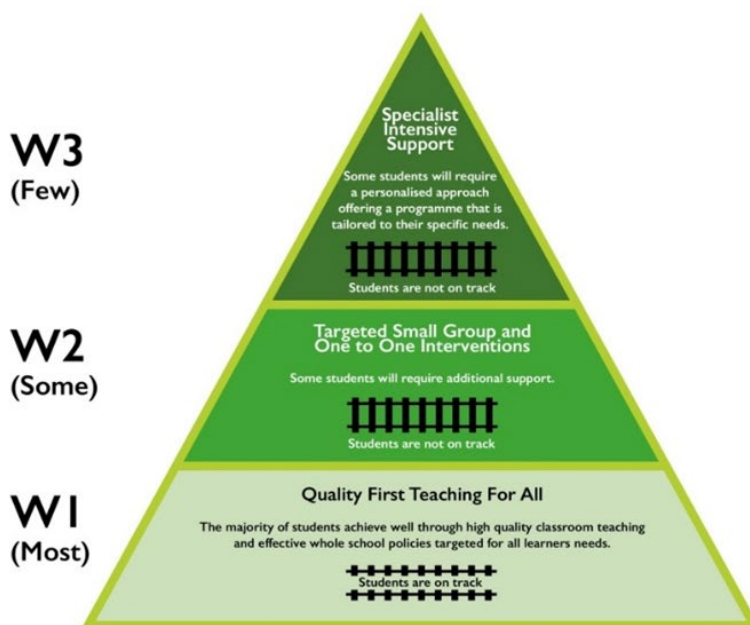 W3
(Few)
Specialist
Intensive
Support
Some students will require
a personalised approach
offering a programme that is
tailored to their specific needs.
Students are not on track
W2
(Some)
Targeted Small Group and
One to One Interventions
Some students will require additional support.
Students are not on track
W1
(Most)
Quality First Teaching For All
The majority of students achieve well through high quality classroom teaching
and effective whole school policies targeted for all learners needs.
Students are on track